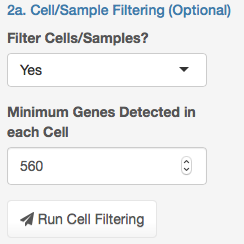 2a. Cell/Sample Filtering (Optional)
Filter Cells/Samples?
Yes
Minimum Genes Detected in
each Cell
560
Run Cell Filtering